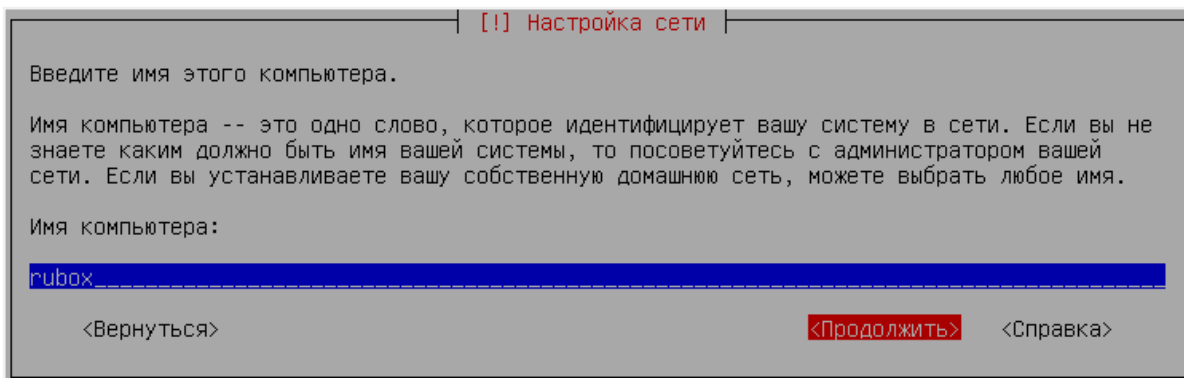 [!] Настройка сети
Введите имя этого компьютера.
Имя компьютера -- это одно слово, которое идентифицирует вашу систему в сети. Если вы не
знаете каким должно быть имя вашей системы, то посоветуйтесь с администратором вашей
сети. Если вы устанавливаете вашу собственную домашнюю сеть, можете выбрать любое имя.
Имя компьютера:
rubox
<Вернуться> <Продолжить> <Справка>